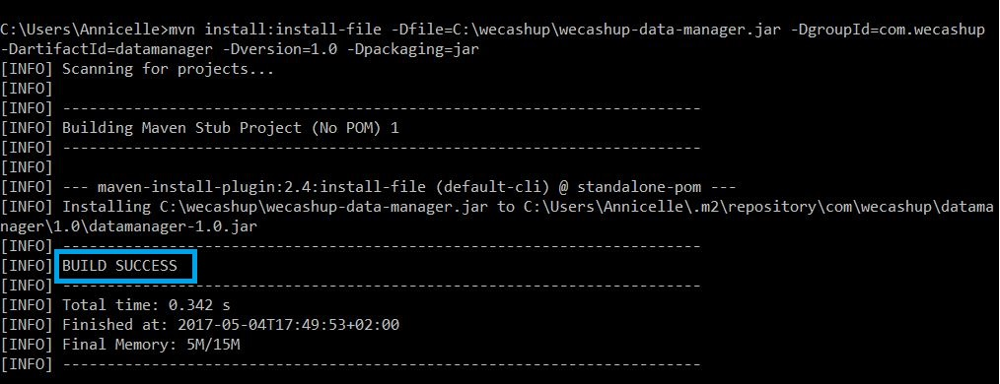 C:\Users\Annicelle>mvn install:install-file -Dfile=C:\wecashup\wecashup-data-manager.jar -DgroupId=com.wecashup
-DartifactId=datamanager -Dversion=1.0 -Dpackaging=jar
[INFO] Scanning for projects...
[INFO]
[INFO] ------------------------------------------------------------------------
[INFO] Building Maven Stub Project (No POM) 1
[INFO] ------------------------------------------------------------------------
[INFO]
[INFO] --- maven-install-plugin:2.4:install-file (default-cli) @ standalone-pom ---
[INFO] Installing C:\wecashup\wecashup-data-manager.jar to C:\Users\Annicelle\.m2\repository\com\wecashup\datama
nager\1.0\datamanager-1.0.jar
[INFO] ------------------------------------------------------------------------
[INFO] BUILD SUCCESS
[INFO] ------------------------------------------------------------------------
[INFO] Total time: 0.342 s
[INFO] Finished at: 2017-05-04T17:49:53+02:00
[INFO] Final Memory: 5M/15M
[INFO] ------------------------------------------------------------------------